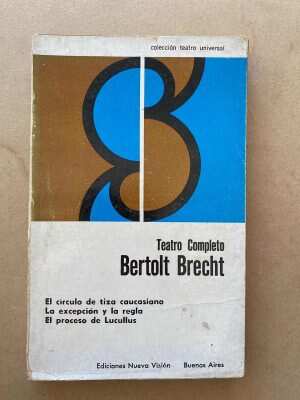 colección teatro universal
Teatro Completo
Bertolt Brecht
El círculo de tiza caucasiano
La excepción y la regla
El proceso de Lucullus
Ediciones Nueva Visión Buenos Aires